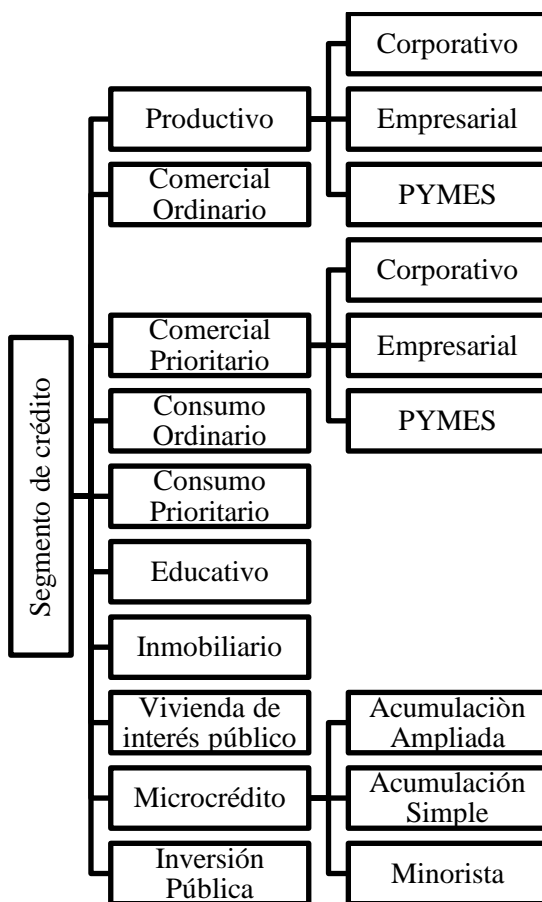 Segmento de crédito
Productivo
Corporativo
Empresarial
PYMES
Comercial
Ordinario
Comercial
Prioritario
Corporativo
Empresarial
PYMES
Consumo
Ordinario
Consumo
Prioritario
Educativo
Inmobiliario
Vivienda de
interés público
Microcrédito
Acumulaciòn
Ampliada
Acumulación
Simple
Minorista
Inversión
Pública